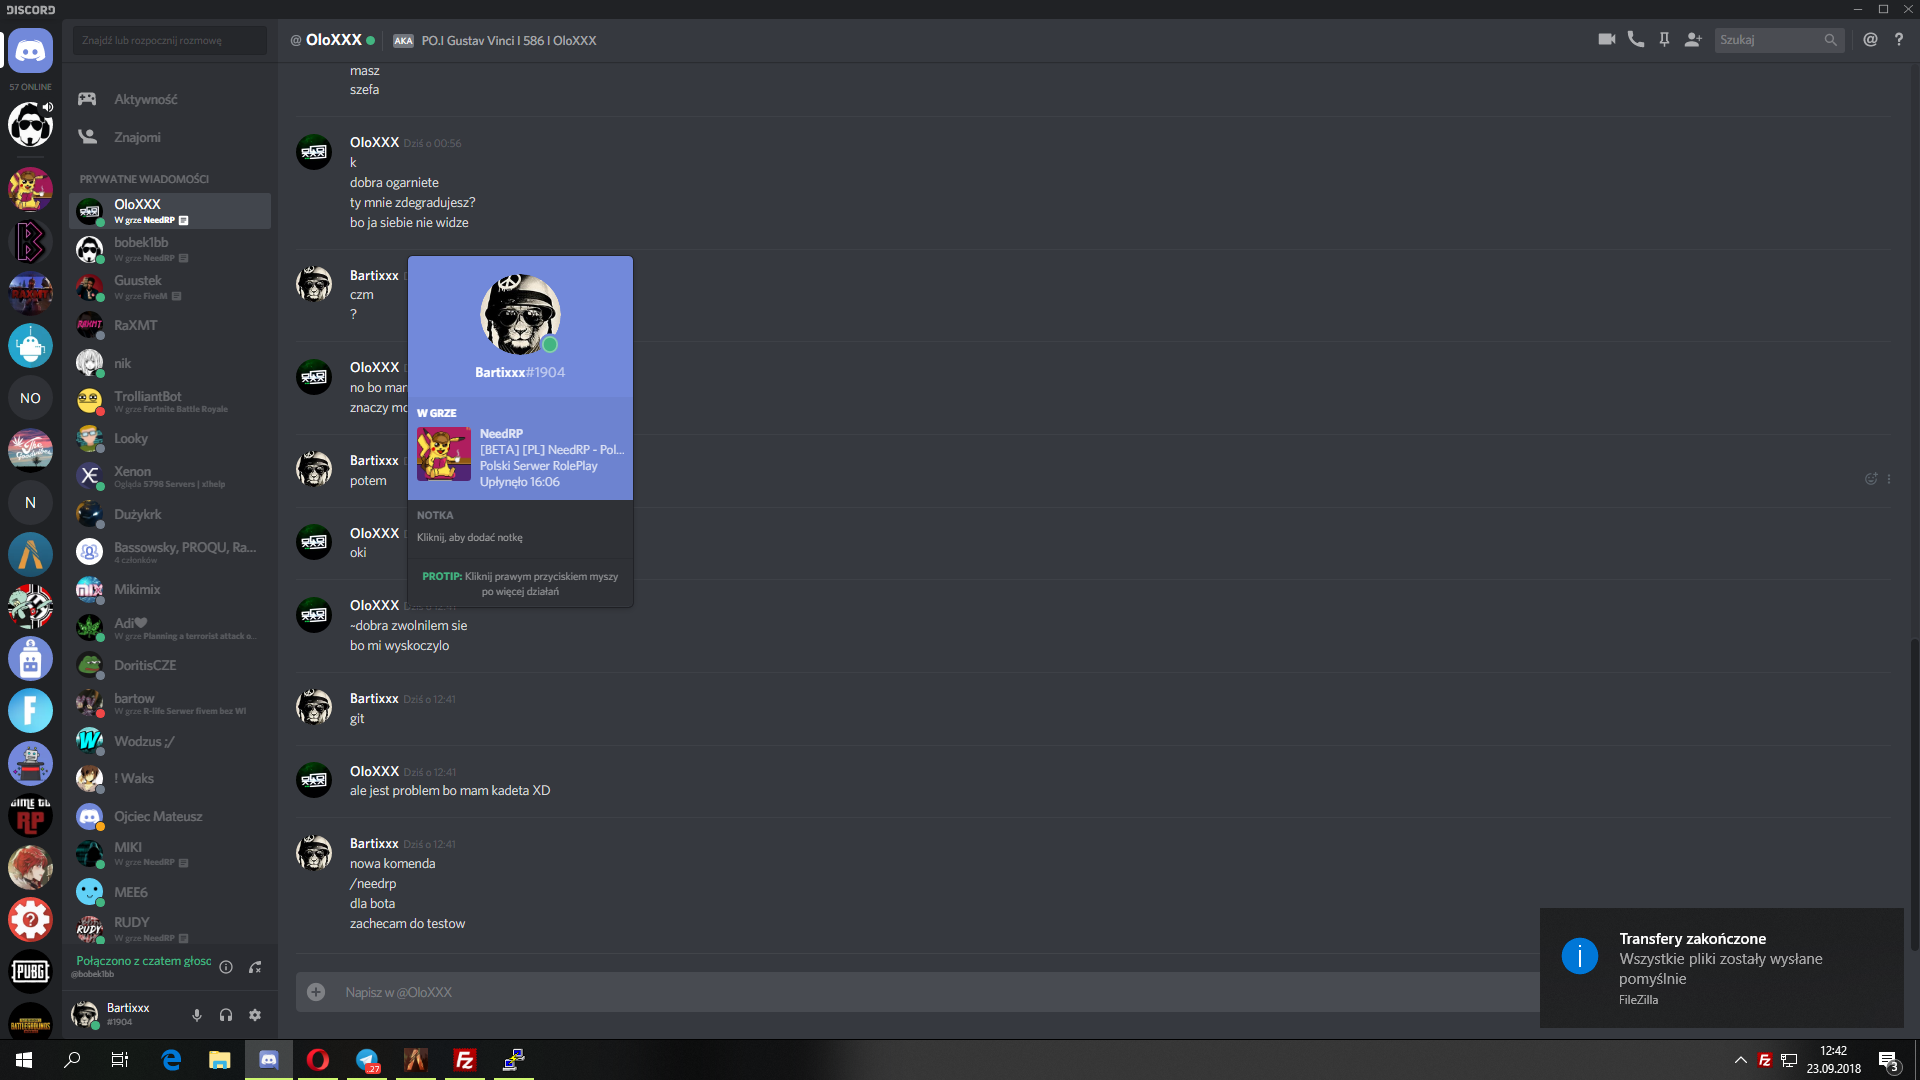 DISCORD
Znajdź lub rozpocznij rozmowę
@ OloXXX
AKA PO.I Gustav Vinci I 586 I OloXXX
Szukaj
57 ONLINE
Aktywność
Znajomi
PRYWATNE WIADOMOŚCI
OloXXX
W grze NeedRP
bobek1bb
W grze NeedRP
Guustek
W grze FiveM
RaXMT
nik
TrolliantBot
W grze Fortnite Battle Royale
Looky
Xenon
Ogląda 5798 Servers | x!help
Dużykrk
Bassowsky, PROQU, Ra...
4 członków
Mikimix
Adi
W grze Planning a terrorist attack o...
DoritisCZE
bartow
W grze R-life Serwer fivem bez Wl
Wodzus ;/
! Waks
Ojciec Mateusz
MIKI
W grze NeedRP
MEE6
RUDY
W grze NeedRP
Połączono z czatem głosc
@bobek1bb
Bartixxx
#1904
NO
N
F
RP
PUBG
masz
szefa
OloXXX Dziś o 00:56
k
dobra ogarniete
ty mnie zdegradujesz?
bo ja siebie nie widze
Bartixxx
czm
?
OloXXX
no bo mar
znaczy mo
Bartixxx
potem
OloXXX
oki
OloXXX
~dobra zwolnilem sie
bo mi wyskoczylo
Bartixxx Dziś o 12:41
git
OloXXX Dziś o 12:41
ale jest problem bo mam kadeta XD
Bartixxx Dziś o 12:41
nowa komenda
/needrp
dla bota
zachecam do testow
Napisz w @OloXXX
Bartixxx#1904
W GRZE
NeedRP
[BETA] [PL] NeedRP - Pol...
Polski Serwer RolePlay
Upłynęło 16:06
NOTKA
Kliknij, aby dodać notkę
PROTIP: Kliknij prawym przyciskiem myszy
po więcej działań
Transfery zakończone
Wszystkie pliki zostały wysłane
pomyślnie
FileZilla
27
12:42
23.09.2018
3